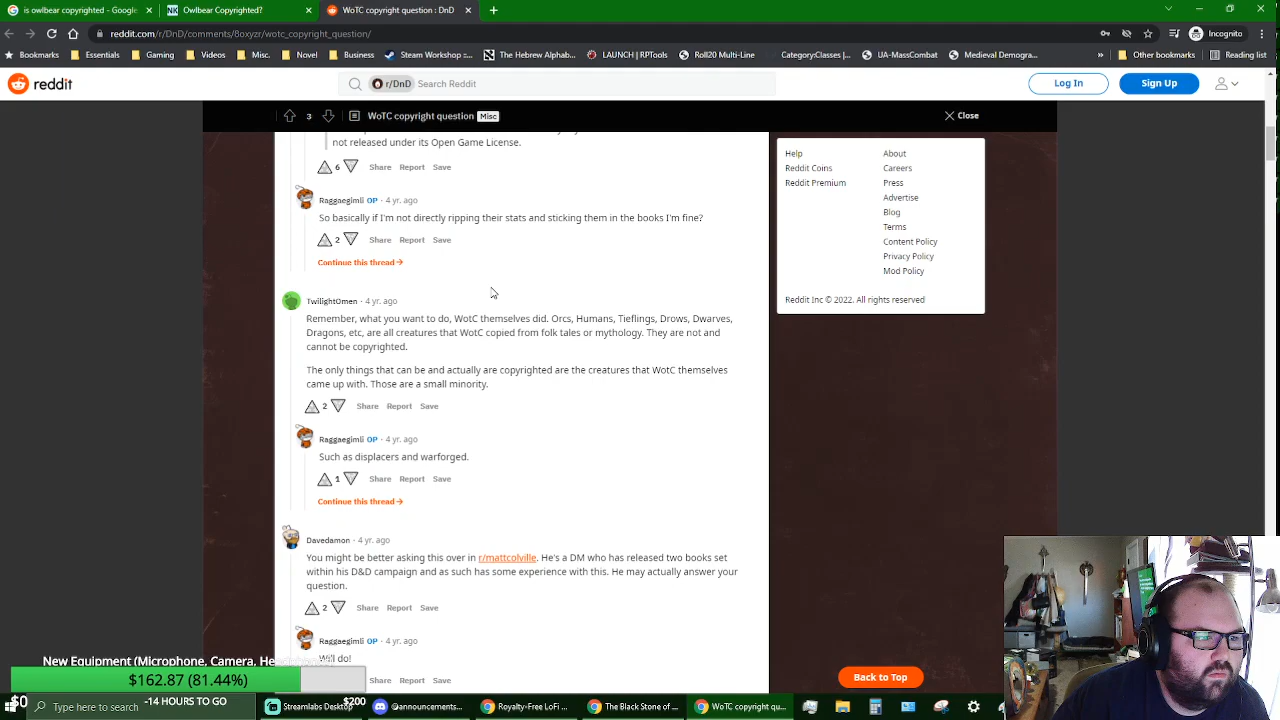 is owlbear copyrighted - Google
Owlbear Copyrighted?
WoTC copyright question : DnD
reddit.com/r/DnD/comments/8oxyzr/wotc_copyright_question/
Incognito
Bookmarks
Essentials
Gaming
Videos
Misc.
Novel
Business
Steam Workshop ::...
The Hebrew Alphab...
LAUNCH | RPTools
Roll20 Multi-Line
CategoryClasses |...
UA-MassCombat
Medieval Demogra...
Other bookmarks
Reading list
reddit
r/DnD
Search Reddit
Log In
Sign Up
3
WoTC copyright question
Misc
Close
not released under its Open Game License.
6 Share Report Save
Raggaegimli OP · 4 yr. ago
So basically if I'm not directly ripping their stats and sticking them in the books I'm fine?
2 Share Report Save
Continue this thread →
TwilightOmen · 4 yr. ago
Remember, what you want to do, WotC themselves did. Orcs, Humans, Tieflings, Drows, Dwarves,
Dragons, etc, are all creatures that WotC copied from folk tales or mythology. They are not and
cannot be copyrighted.
The only things that can be and actually are copyrighted are the creatures that WotC themselves
came up with. Those are a small minority.
2 Share Report Save
Raggaegimli OP · 4 yr. ago
Such as displacers and warforged.
1 Share Report Save
Continue this thread →
Davedamon · 4 yr. ago
You might be better asking this over in r/mattcolville. He's a DM who has released two books set
within his D&D campaign and as such has some experience with this. He may actually answer your
question.
2 Share Report Save
Raggaegimli OP · 4 yr. ago
Will do!
Share Report Save
Help
About
Reddit Coins
Careers
Reddit Premium
Press
Advertise
Blog
Terms
Content Policy
Privacy Policy
Mod Policy
Reddit Inc © 2022. All rights reserved
Back to Top
New Equipment (Microphone, Camera,
$162.87 (81.44%)
$0
-14 HOURS TO GO
$200
Type here to search
Streamlabs Desktop
@announcements...
Royalty-Free LoFi ...
The Black Stone of ...
WoTC copyright qu...